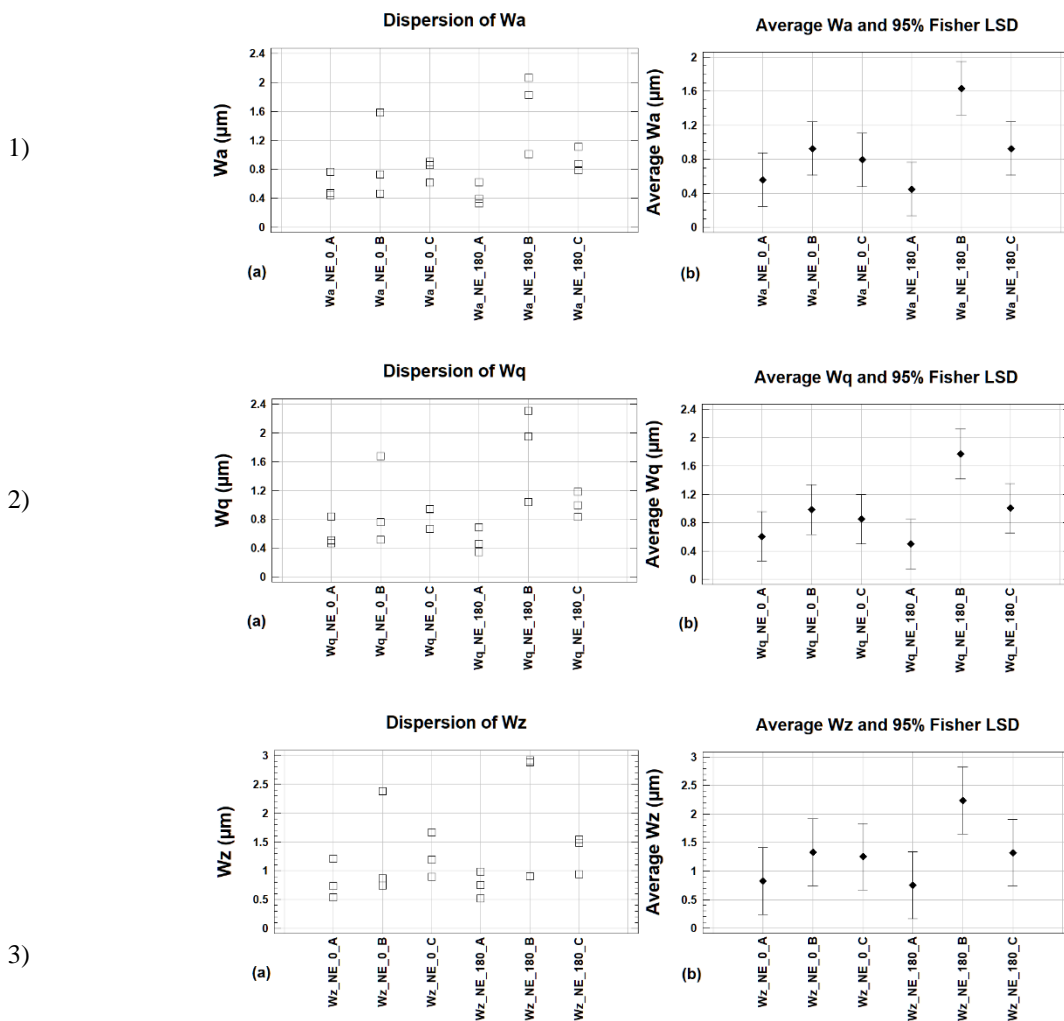 1)
Dispersion of Wa
Wa (µm)
2.4
2
1.6
1.2
0.8
0.4
0
Wa_NE_0_A
Wa_NE_0_B
Wa_NE_0_C
Wa_NE_180_A
Wa_NE_180_B
Wa_NE_180_C
(a)
Average Wa and 95% Fisher LSD
Average Wa (µm)
2
1.6
1.2
0.8
0.4
0
Wa_NE_0_A
Wa_NE_0_B
Wa_NE_0_C
Wa_NE_180_A
Wa_NE_180_B
Wa_NE_180_C
(b)
2)
Dispersion of Wq
Wq (µm)
2.4
2
1.6
1.2
0.8
0.4
0
Wq_NE_0_A
Wq_NE_0_B
Wq_NE_0_C
Wq_NE_180_A
Wq_NE_180_B
Wq_NE_180_C
(a)
Average Wq and 95% Fisher LSD
Average Wq (µm)
2.4
2
1.6
1.2
0.8
0.4
0
Wq_NE_0_A
Wq_NE_0_B
Wq_NE_0_C
Wq_NE_180_A
Wq_NE_180_B
Wq_NE_180_C
(b)
3)
Dispersion of Wz
Wz (µm)
3
2.5
2
1.5
1
0.5
0
Wz_NE_0_A
Wz_NE_0_B
Wz_NE_0_C
Wz_NE_180_A
Wz_NE_180_B
Wz_NE_180_C
(a)
Average Wz and 95% Fisher LSD
Average Wz (µm)
3
2.5
2
1.5
1
0.5
0
Wz_NE_0_A
Wz_NE_0_B
Wz_NE_0_C
Wz_NE_180_A
Wz_NE_180_B
Wz_NE_180_C
(b)